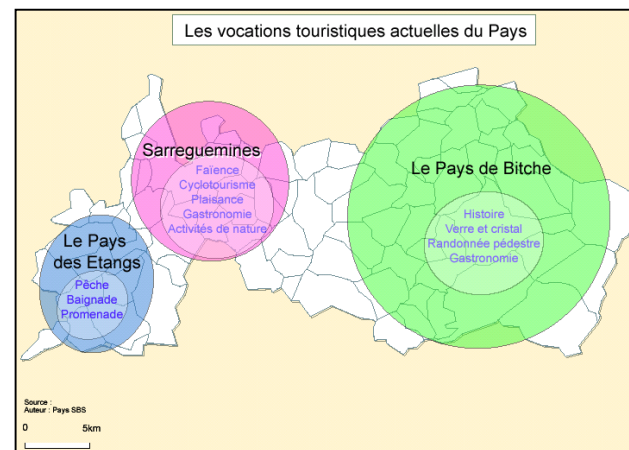 Les vocations touristiques actuelles du Pays
Sarreguemines
Faïence
Cyclotourisme
Plaisance
Gastronomie
Activités de nature
Le Pays de Bitche
Histoire
Verre et cristal
Randonnée pédestre
Gastronomie
Le Pays
des Etangs
Pêche
Baignade
Promenade
Source :
Auteur : Pays SBS
0 5km